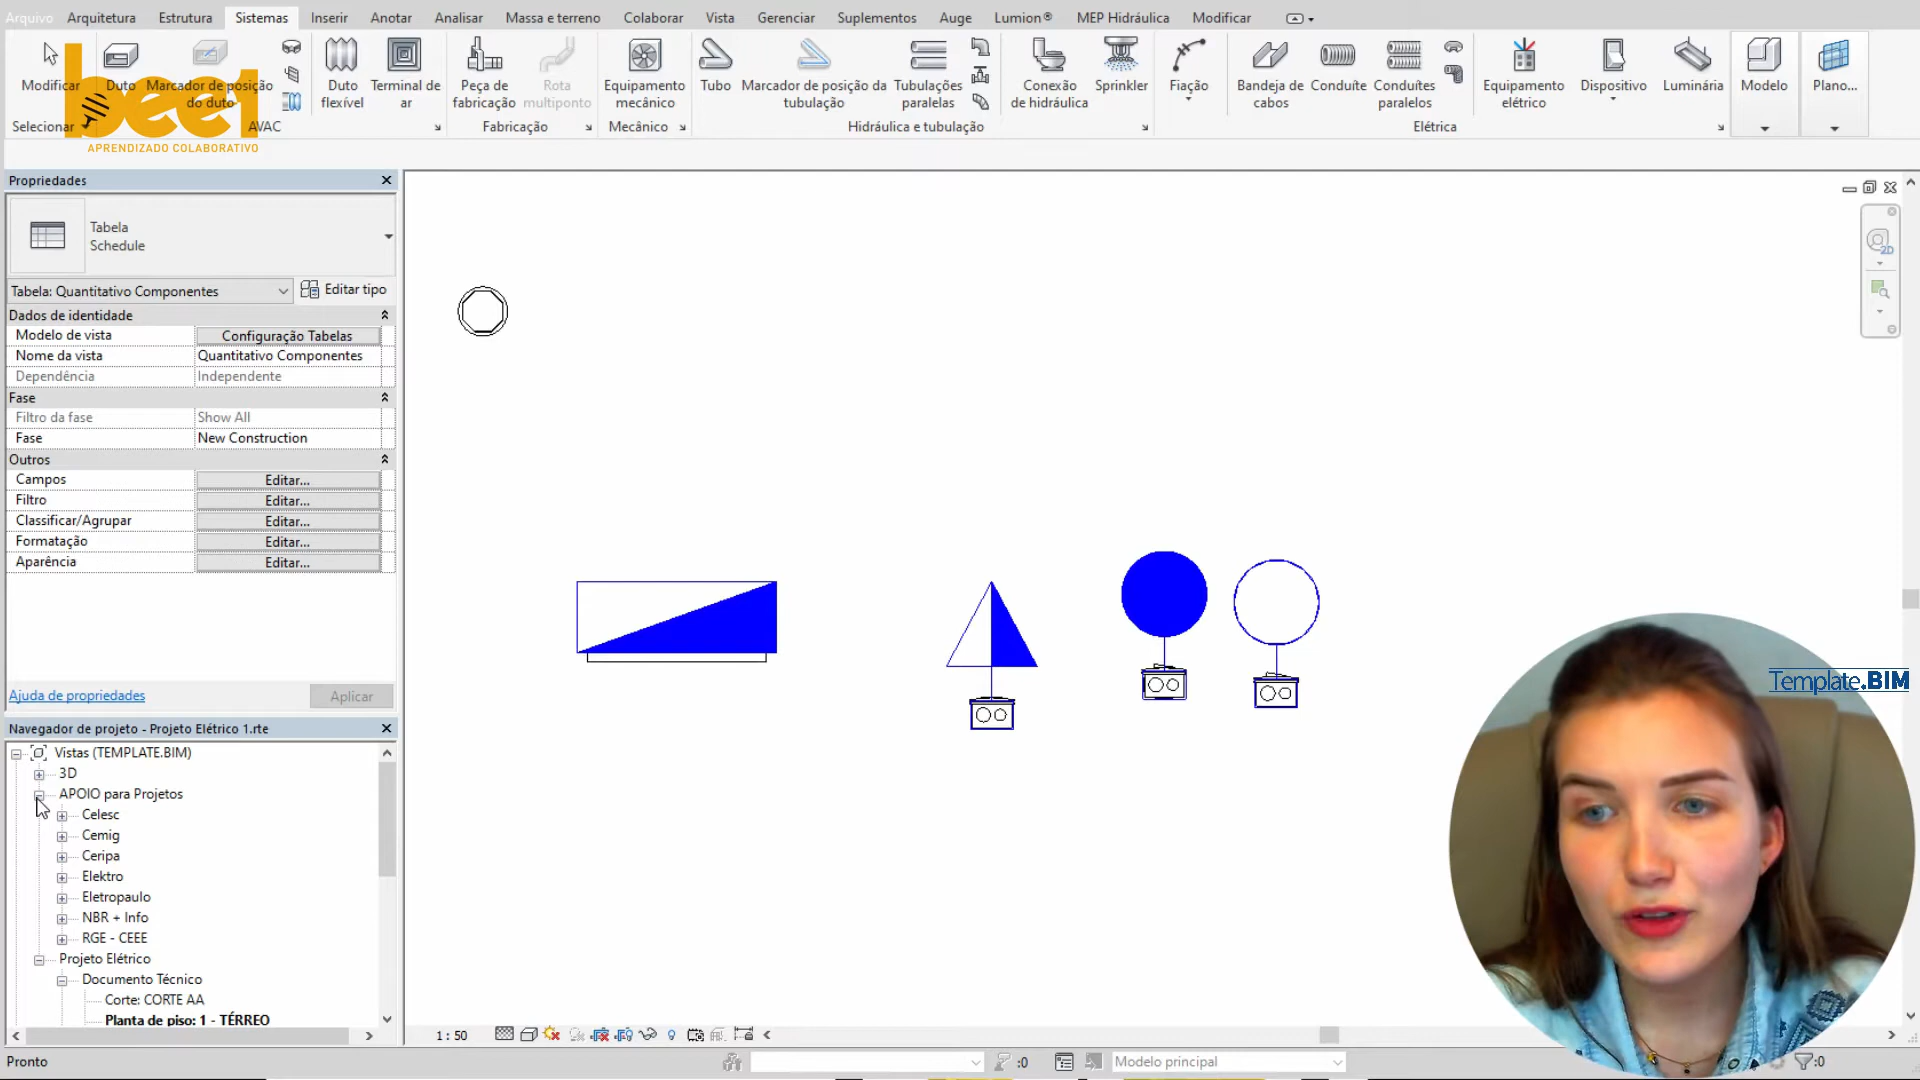 Arquivo Arquitetura Estrutura Sistemas Inserir Anotar Analisar Massa e terreno Colaborar Vista Gerenciar Suplementos Auge Lumion® MEP Hidráulica Modificar
Modificar
Selecionar
bee1
APRENDIZADO COLABORATIVO
Duto
Marcador de posição
do duto
Duto
flexível
Terminal de
ar
AVAC
Peça de
fabricação
Rota
multiponto
Fabricação
Equipamento
mecânico
Mecânico
Tubo
Marcador de posição da
tubulação
Tubulações
paralelas
Conexão
de hidráulica
Sprinkler
Hidráulica e tubulação
Fiação
Bandeja de
cabos
Conduíte
Conduítes
paralelos
Equipamento
elétrico
Dispositivo
Luminária
Elétrica
Modelo
Plano...
Propriedades
Tabela
Schedule
Tabela: Quantitativo Componentes
Editar tipo
Dados de identidade
Modelo de vista Configuração Tabelas
Nome da vista Quantitativo Componentes
Dependência Independente
Fase
Filtro da fase Show All
Fase New Construction
Outros
Campos Editar...
Filtro Editar...
Classificar/Agrupar Editar...
Formatação Editar...
Aparência Editar...
Ajuda de propriedades Aplicar
Navegador de projeto - Projeto Elétrico 1.rte
Vistas (TEMPLATE.BIM)
3D
APOIO para Projetos
Celesc
Cemig
Ceripa
Elektro
Eletropaulo
NBR + Info
RGE - CEEE
Projeto Elétrico
Documento Técnico
Corte: CORTE AA
Planta de piso: 1 - TÉRREO
2D
Template.BIM
1 : 50
Pronto
:0
Modelo principal
:0